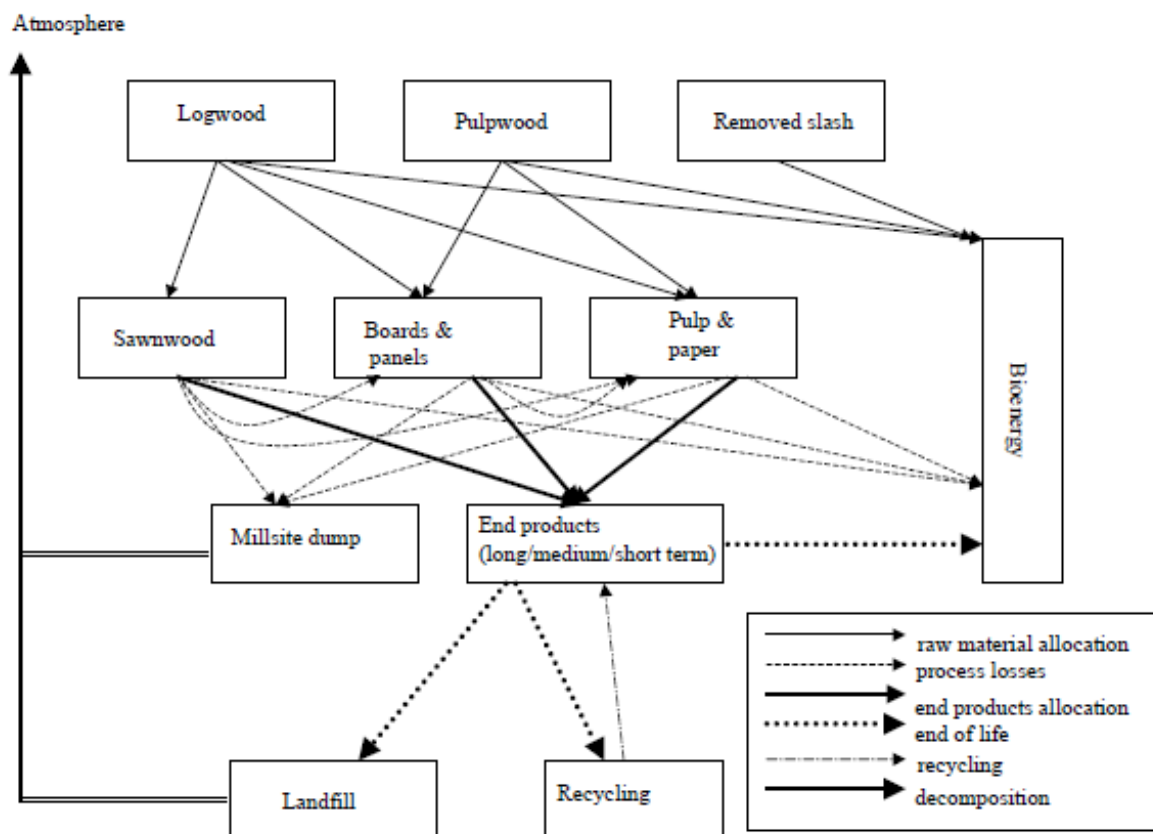 Atmosphere
Logwood
Pulpwood
Removed slash
Sawnwood
Boards &
panels
Pulp &
paper
Bioenergy
Millsite dump
End products
(long/medium/short term)
Landfill
Recycling
raw material allocation
process losses
end products allocation
end of life
recycling
decomposition